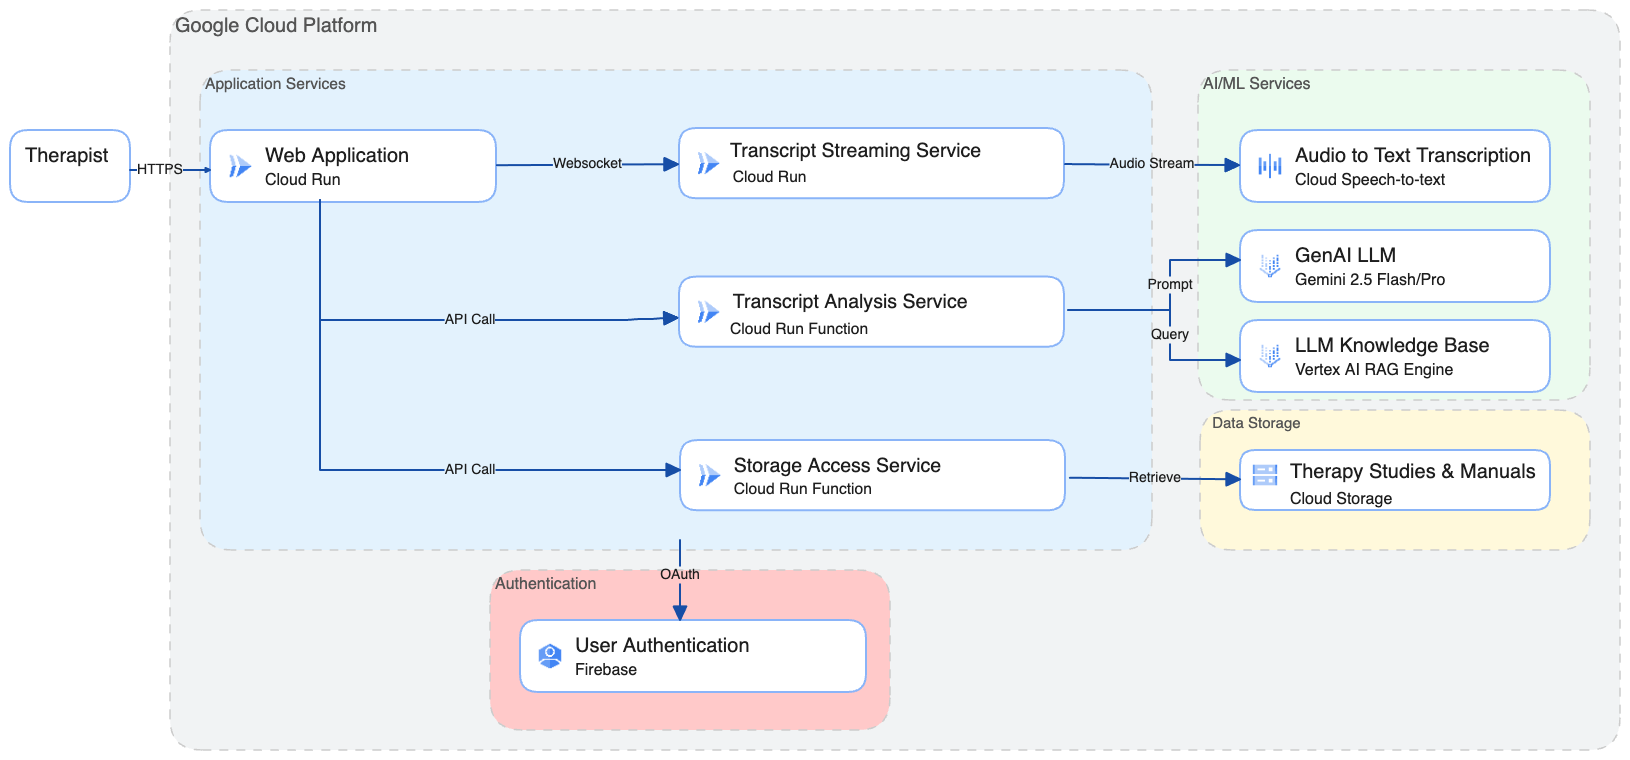 Google Cloud Platform
Application Services
AI/ML Services
Therapist
HTTPS
Web Application
Cloud Run
Websocket
Transcript Streaming Service
Cloud Run
Audio Stream
Audio to Text Transcription
Cloud Speech-to-text
API Call
Transcript Analysis Service
Cloud Run Function
Prompt
Query
GenAI LLM
Gemini 2.5 Flash/Pro
LLM Knowledge Base
Vertex AI RAG Engine
Data Storage
API Call
Storage Access Service
Cloud Run Function
Retrieve
Therapy Studies & Manuals
Cloud Storage
OAuth
Authentication
User Authentication
Firebase